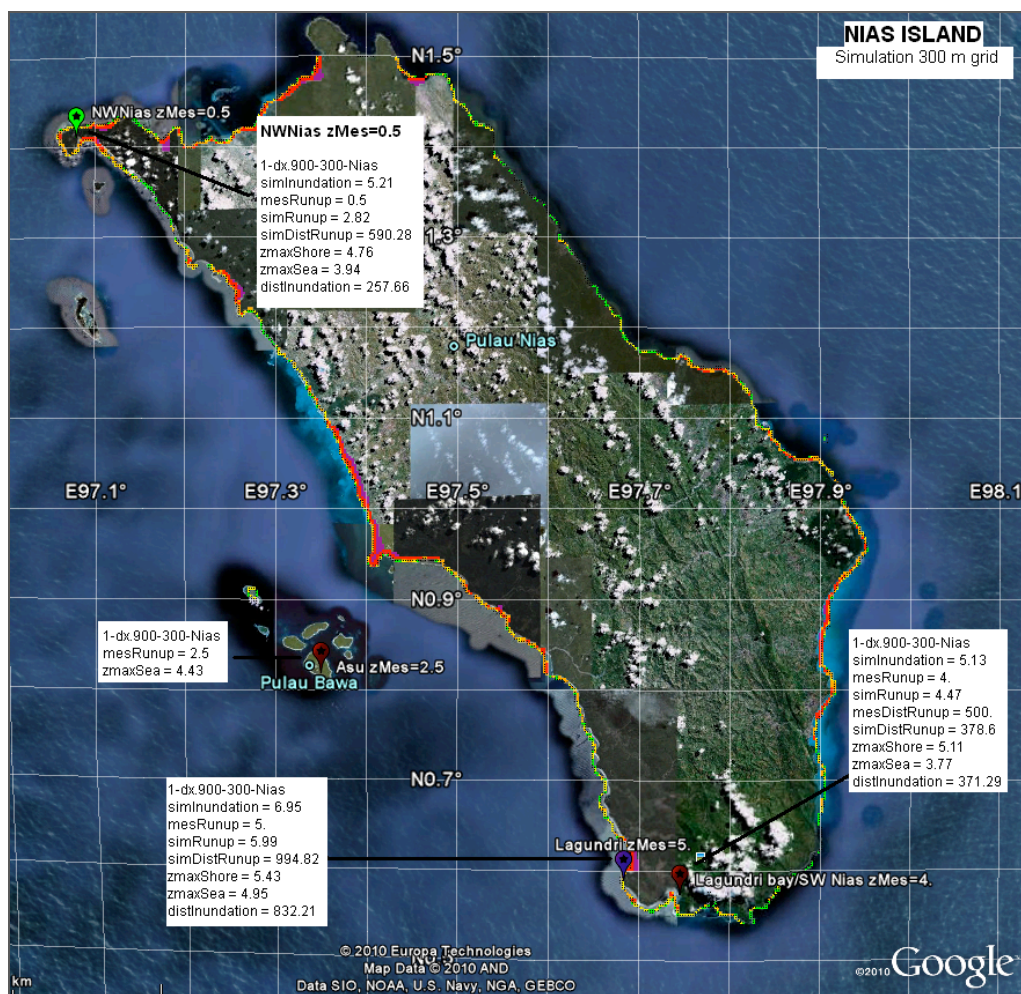 NIAS ISLAND
Simulation 300 m grid
N1.5°
NWNias zMes=0.5
NWNias zMes=0.5
1-dx.900-300-Nias
simInundation = 5.21
mesRunup = 0.5
simRunup = 2.82
simDistRunup = 590.28
zmaxShore = 4.76
zmaxSea = 3.94
distInundation = 257.66
1.3°
Pulau Nias
N1.1°
E97.1°
E97.3°
E97.5°
E97.7°
E97.9°
E98.1
N0.9°
1-dx.900-300-Nias
mesRunup = 2.5
zmaxSea = 4.43
Asu zMes=2.5
Pulau Bawa
1-dx.900-300-Nias
simInundation = 5.13
mesRunup = 4.
simRunup = 4.47
mesDistRunup = 500.
simDistRunup = 378.6
zmaxShore = 5.11
zmaxSea = 3.77
distInundation = 371.29
N0.7°
1-dx.900-300-Nias
simInundation = 6.95
mesRunup = 5.
simRunup = 5.99
simDistRunup = 994.82
zmaxShore = 5.43
zmaxSea = 4.95
distInundation = 832.21
Lagundri zMes=5.
Lagundri bay/SW Nias zMes=4.
© 2010 Europa Technologies
Map Data © 2010 AND
Data SIO, NOAA, U.S. Navy, NGA, GEBCO
©2010 Google
km